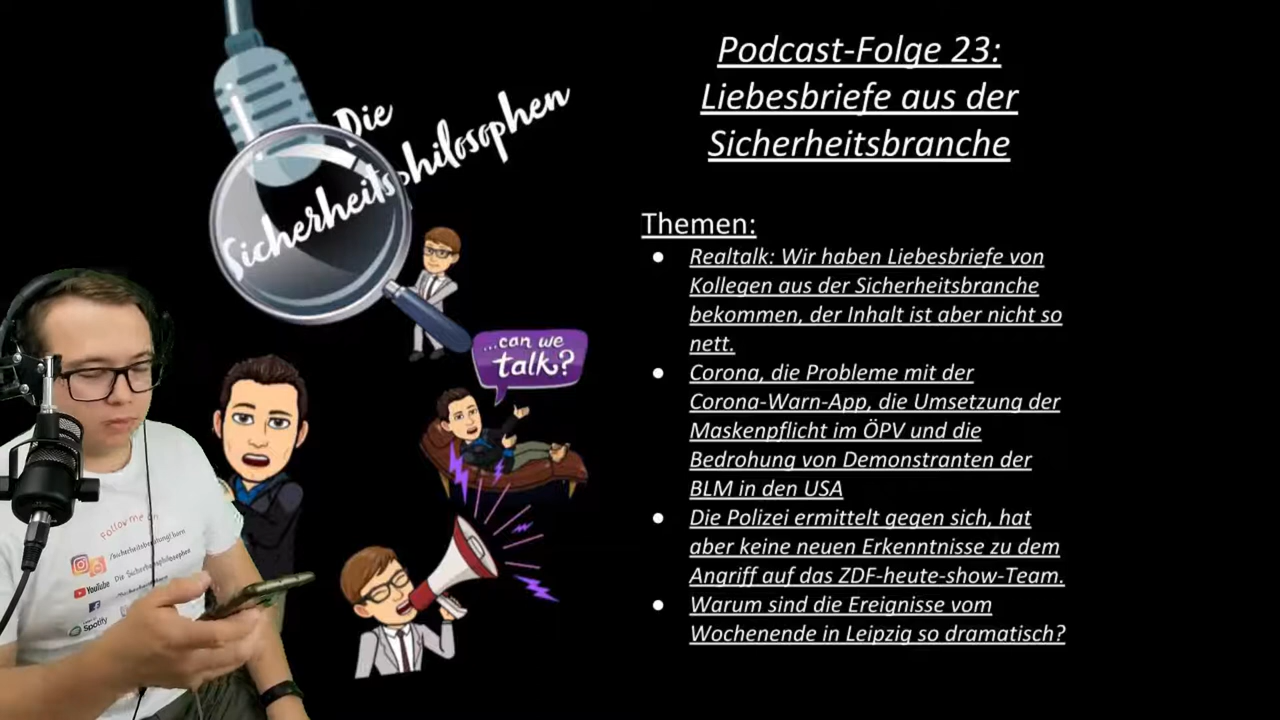 Die
Sicherheitsphilosophen
...can we
talk?
Follow me on
/sicherheitsberatung1.born
Die Sicherheitsphilosophen
YouTube
Spotify
Podcast-Folge 23:
Liebesbriefe aus der
Sicherheitsbranche
Themen:
● Realtalk: Wir haben Liebesbriefe von
Kollegen aus der Sicherheitsbranche
bekommen, der Inhalt ist aber nicht so
nett.
● Corona, die Probleme mit der
Corona-Warn-App, die Umsetzung der
Maskenpflicht im ÖPV und die
Bedrohung von Demonstranten der
BLM in den USA
● Die Polizei ermittelt gegen sich, hat
aber keine neuen Erkenntnisse zu dem
Angriff auf das ZDF-heute-show-Team.
● Warum sind die Ereignisse vom
Wochenende in Leipzig so dramatisch?